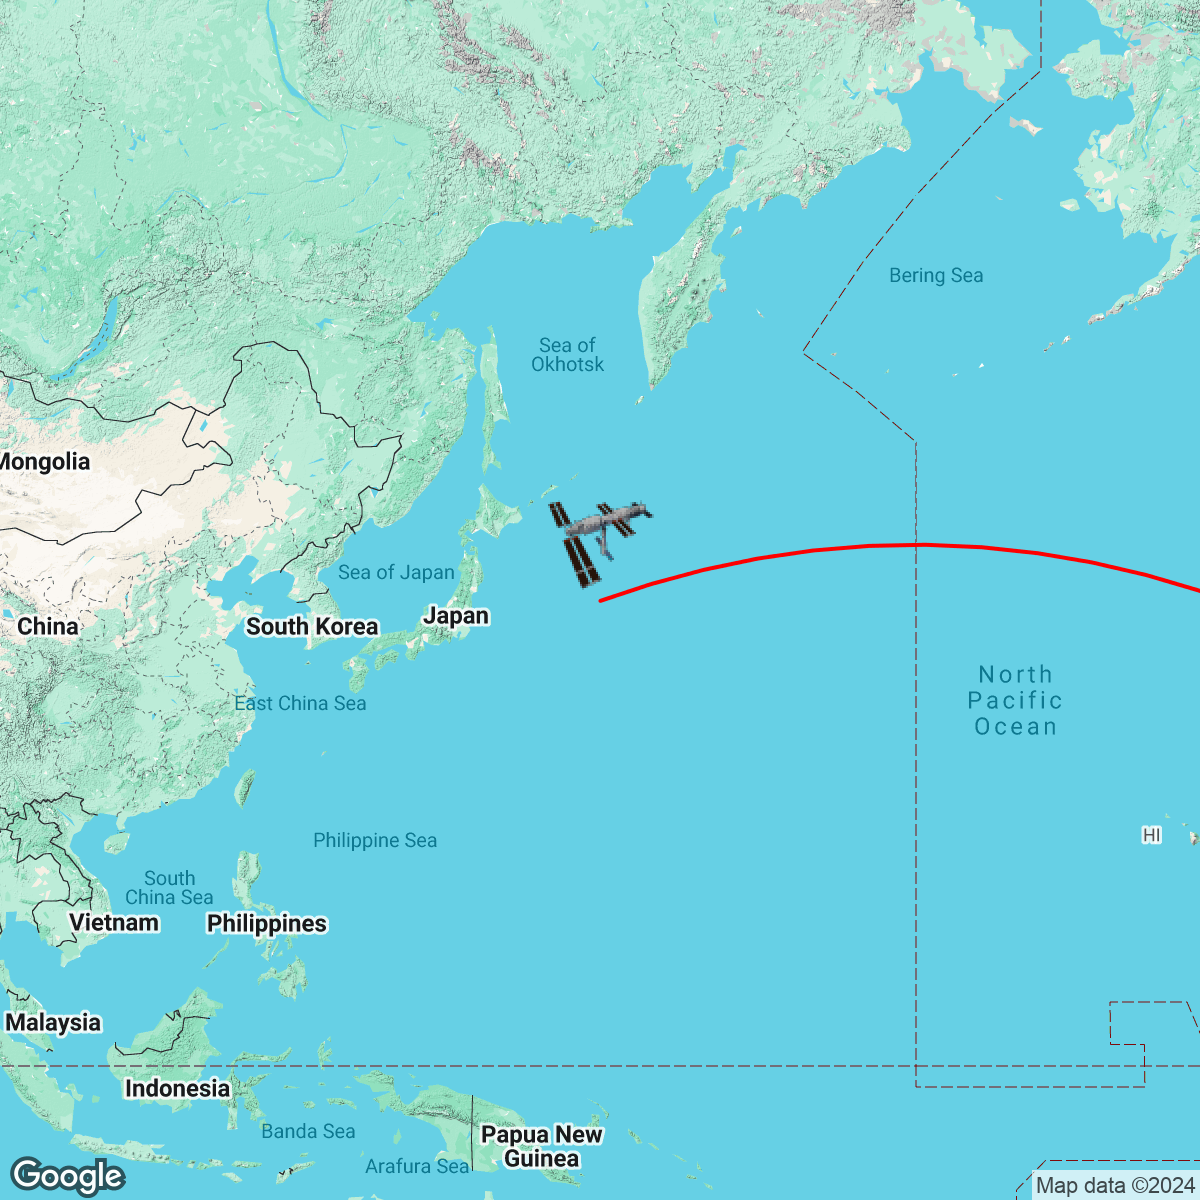 Bering Sea
Sea of
Okhotsk
Mongolia
Sea of Japan
Japan
South Korea
China
North
Pacific
Ocean
East China Sea
HI
Philippine Sea
South
China Sea
Vietnam
Philippines
Malaysia
Indonesia
Banda Sea
Papua New
Guinea
Arafura Sea
Google
Map data ©2024